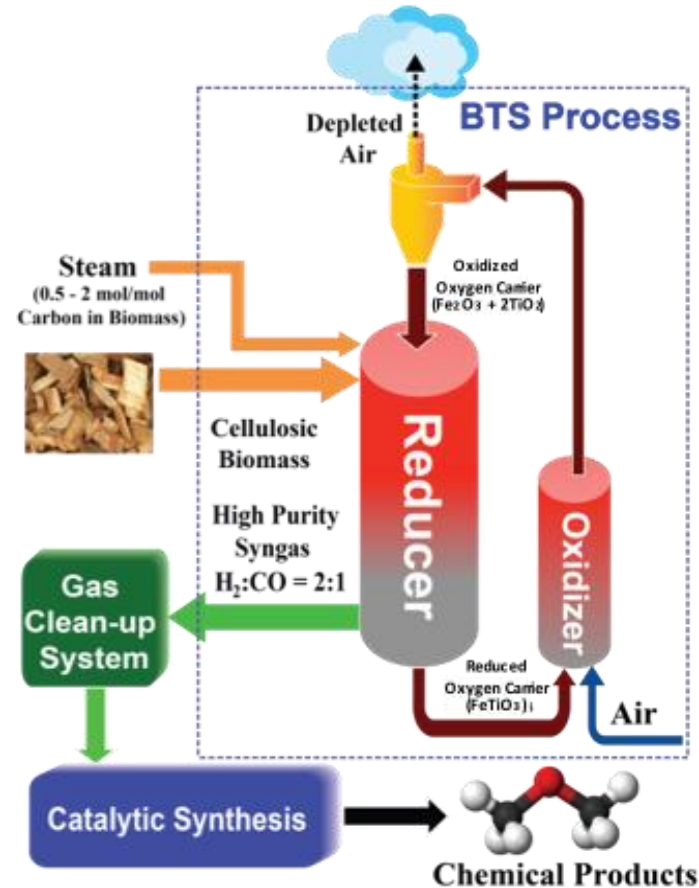 BTS Process
Depleted
Air
Oxidized
Oxygen Carrier
(Fe₂O₃ + 2TiO₂)
Steam
(0.5 - 2 mol/mol
Carbon in Biomass)
Cellulosic
Biomass
Reducer
Oxidizer
High Purity
Syngas
H₂:CO = 2:1
Gas
Clean-up
System
Reduced
Oxygen Carrier
(FeTiO₃)
Air
Catalytic Synthesis
Chemical Products